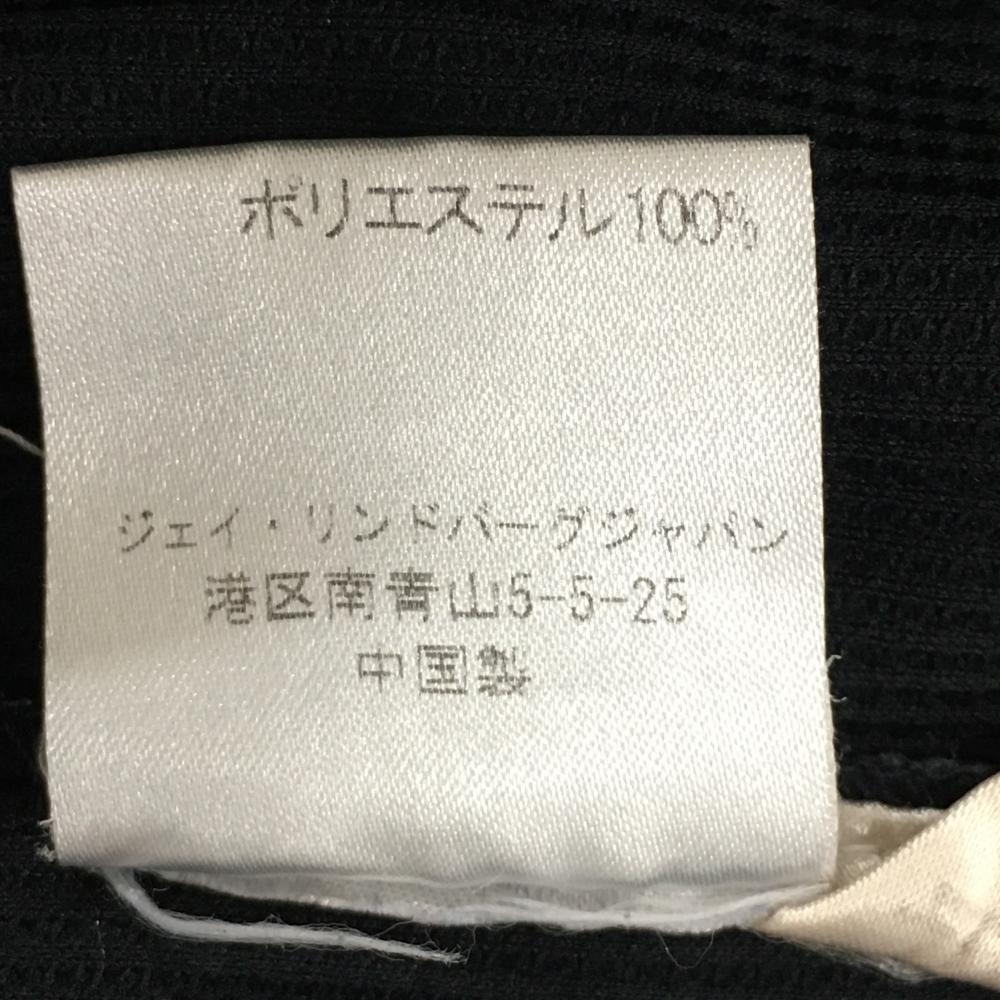 ポリエステル100%
ジェイ・リンドバーグジャパン
港区南青山5-5-25
中国製